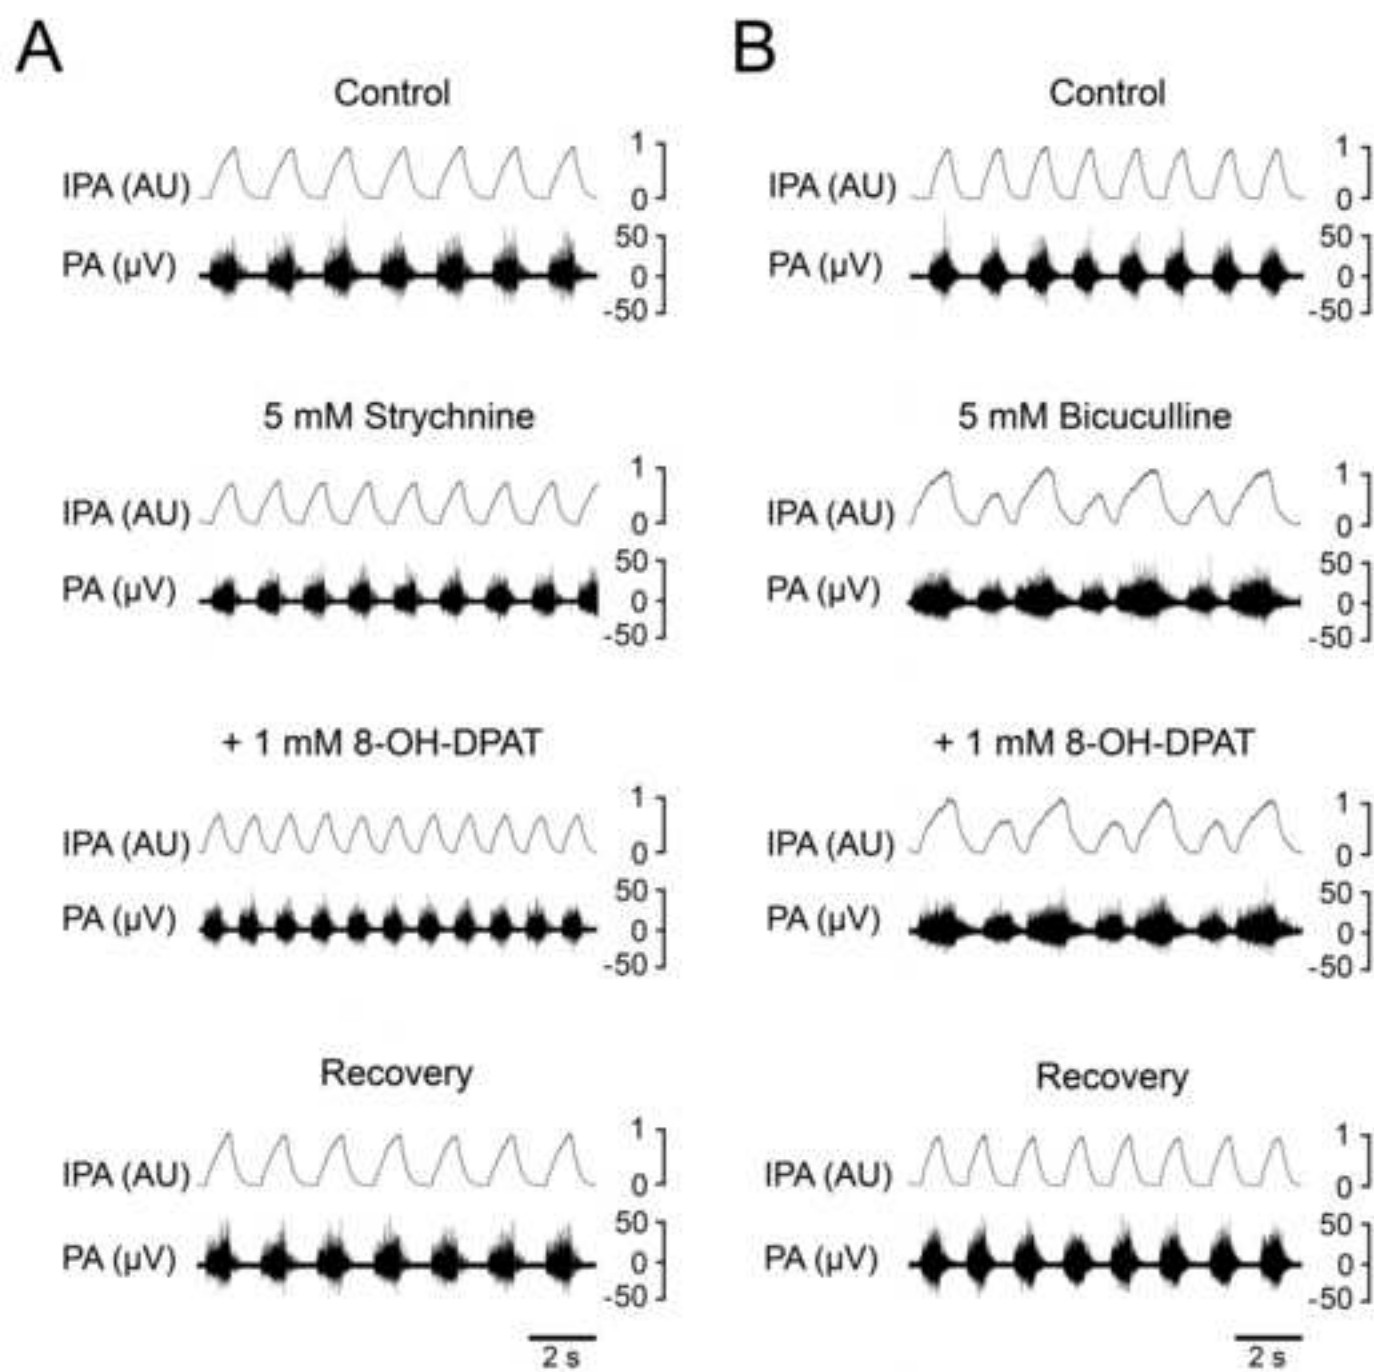 A
Control
IPA (AU)
1
0
PA (µV)
50
0
-50
5 mM Strychnine
IPA (AU)
1
0
PA (µV)
50
0
-50
+ 1 mM 8-OH-DPAT
IPA (AU)
1
0
PA (µV)
50
0
-50
Recovery
IPA (AU)
1
0
PA (µV)
50
0
-50
2 s
B
Control
IPA (AU)
1
0
PA (µV)
50
0
-50
5 mM Bicuculline
IPA (AU)
1
0
PA (µV)
50
0
-50
+ 1 mM 8-OH-DPAT
IPA (AU)
1
0
PA (µV)
50
0
-50
Recovery
IPA (AU)
1
0
PA (µV)
50
0
-50
2 s